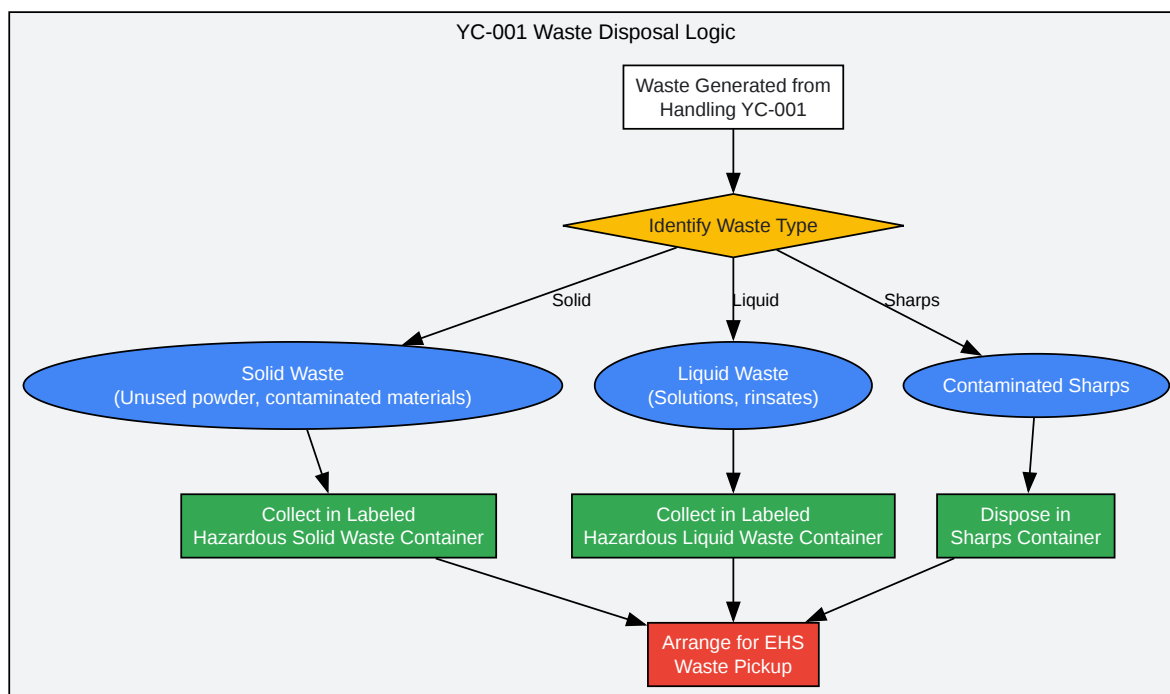 YC-001 Waste Disposal Logic
Waste Generated from
Handling YC-001
Identify Waste Type
Solid
Liquid
Sharps
Solid Waste
(Unused powder, contaminated materials)
Liquid Waste
(Solutions, rinsates)
Contaminated Sharps
Collect in Labeled
Hazardous Solid Waste Container
Collect in Labeled
Hazardous Liquid Waste Container
Dispose in
Sharps Container
Arrange for EHS
Waste Pickup